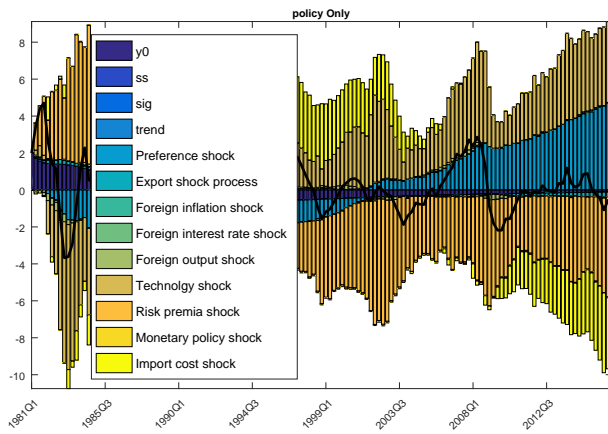 policy Only
8
6
4
2
0
-2
-4
-6
-8
-10
y0
ss
sig
trend
Preference shock
Export shock process
Foreign inflation shock
Foreign interest rate shock
Foreign output shock
Technolgy shock
Risk premia shock
Monetary policy shock
Import cost shock
1981Q1
1985Q3
1990Q1
1994Q3
1999Q1
2003Q3
2008Q1
2012Q3